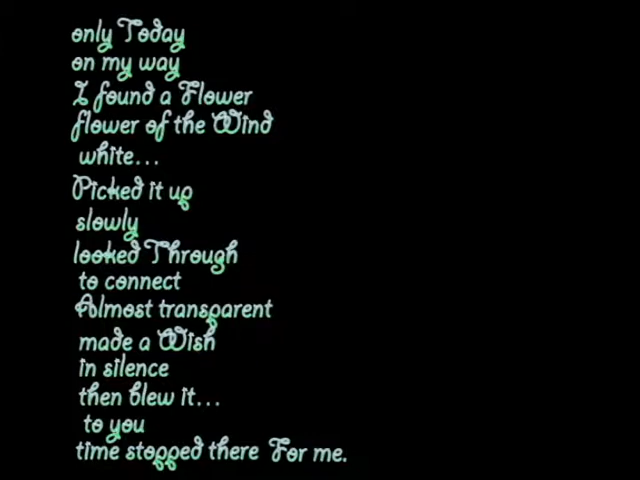 only Today
on my way
I found a Flower
flower of the Wind
white...
Picked it up
slowly
looked Through
to connect
Almost transparent
made a Wish
in silence
then blew it...
to you
time stopped there For me.